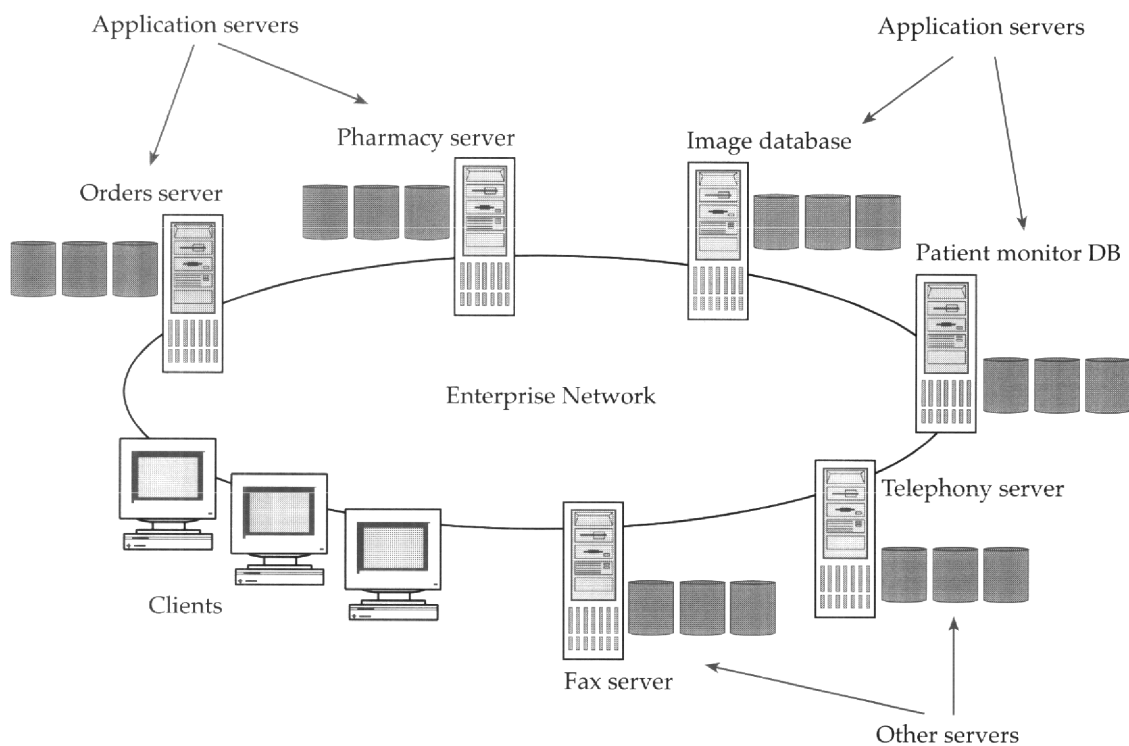 Application servers
Application servers
Pharmacy server
Image database
Orders server
Patient monitor DB
Enterprise Network
Telephony server
Clients
Fax server
Other servers